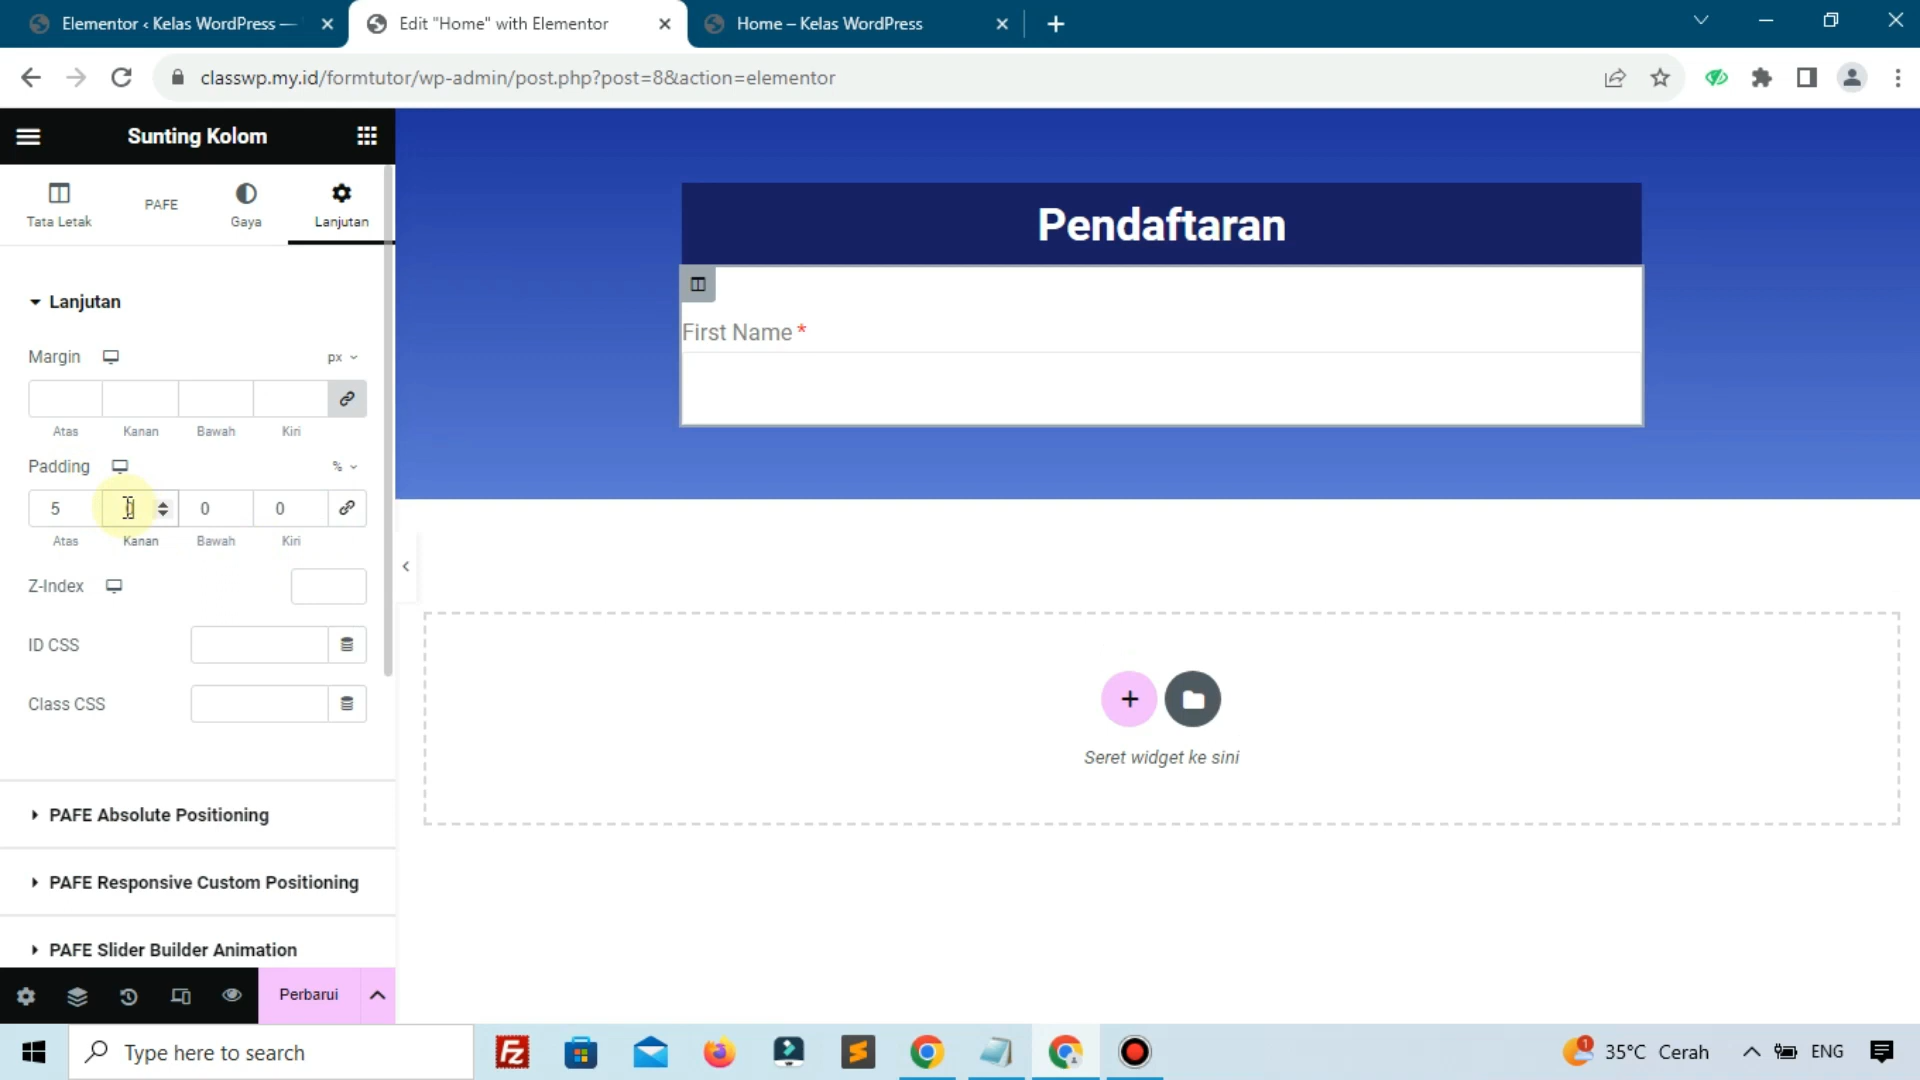 Elementor ‹ Kelas WordPress —
Edit "Home" with Elementor
Home – Kelas WordPress
classwp.my.id/formtutor/wp-admin/post.php?post=8&action=elementor
Sunting Kolom
Tata Letak
PAFE
Gaya
Lanjutan
Lanjutan
Margin
px
Atas
Kanan
Bawah
Kiri
Padding
%
5
0
0
Atas
Kanan
Bawah
Kiri
Z-Index
ID CSS
Class CSS
PAFE Absolute Positioning
PAFE Responsive Custom Positioning
PAFE Slider Builder Animation
Perbarui
Pendaftaran
First Name *
Seret widget ke sini
Type here to search
Fz
1
35°C Cerah
ENG